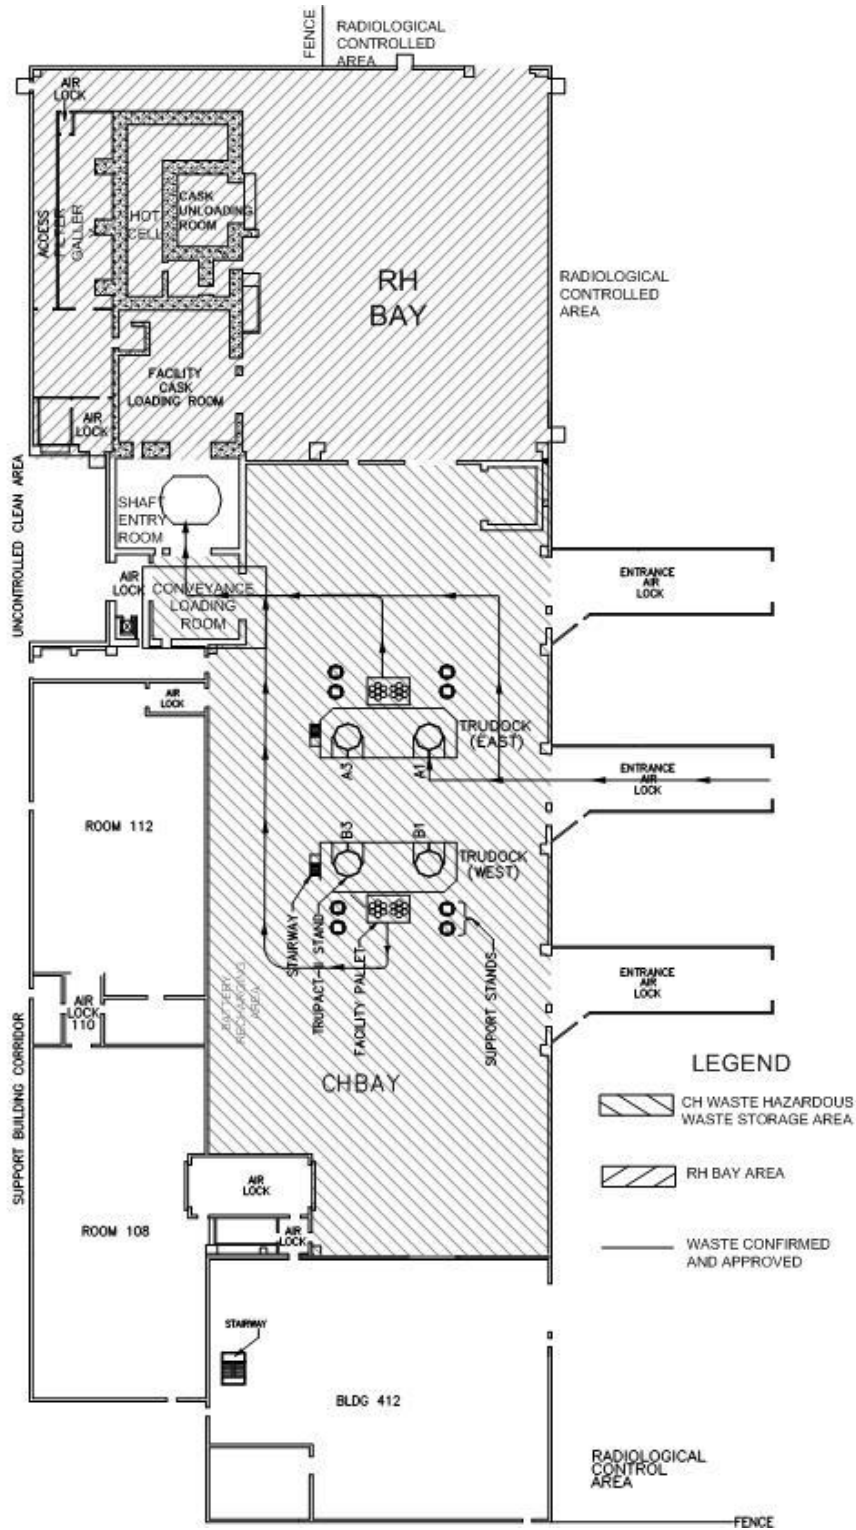 FENCE
RADIOLOGICAL
CONTROLLED
AREA
AIR
LOCK
ACCESS
FILTER
GALLERY
HOT
CELL
CASK
UNLOADING
ROOM
RH
BAY
RADIOLOGICAL
CONTROLLED
AREA
FACILITY
CASK
LOADING ROOM
AIR
LOCK
UNCONTROLLED CLEAN AREA
SHAFT
ENTRY
ROOM
AIR
LOCK
CONVEYANCE
LOADING
ROOM
ENTRANCE
AIR
LOCK
AIR
LOCK
TRUDOCK
(EAST)
A3
A1
ENTRANCE
AIR
LOCK
ROOM 112
B3
B1
TRUDOCK
(WEST)
STAIRWAY
TRUPACT-II STAND
FACILITY PALLET
SUPPORT STANDS
BATTERY
RECHARGING
AREA
ENTRANCE
AIR
LOCK
AIR
LOCK
110
SUPPORT BUILDING CORRIDOR
CHBAY
LEGEND
CH WASTE HAZARDOUS
WASTE STORAGE AREA
RH BAY AREA
WASTE CONFIRMED
AND APPROVED
AIR
LOCK
ROOM 108
AIR
LOCK
STAIRWAY
BLDG 412
RADIOLOGICAL
CONTROL
AREA
FENCE